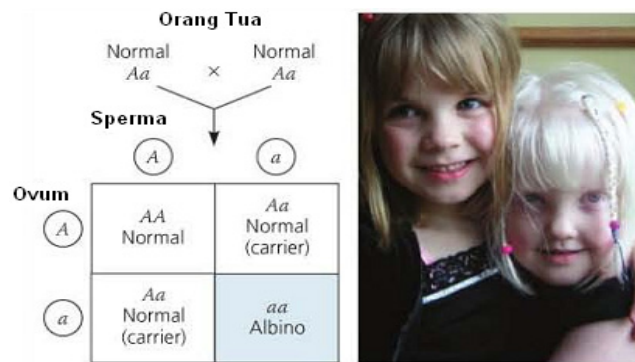 Orang Tua
Normal Normal
Aa × Aa
Sperma
A a
Ovum
A
AA
Normal
Aa
Normal
(carrier)
a
Aa
Normal
(carrier)
aa
Albino